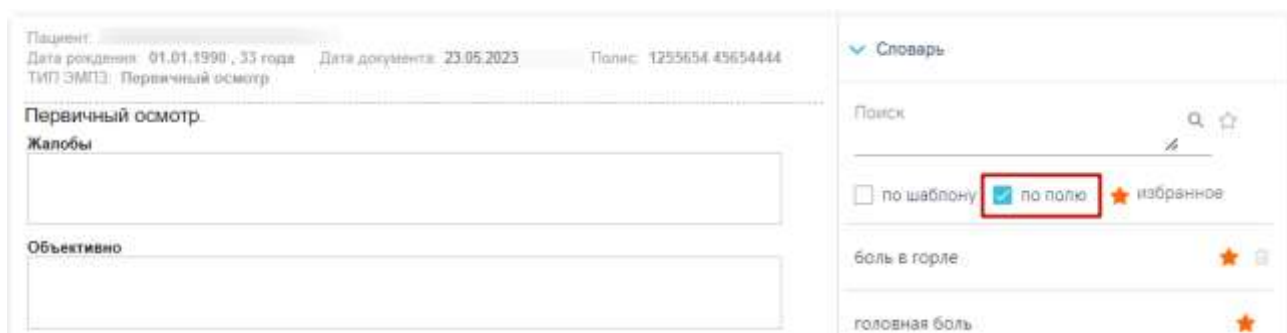 Пациент:
Дата рождения: 01.01.1990 , 33 года Дата документа: 23.05.2023 Полис: 1255654 45654444
ТИП ЭМПЗ: Первичный осмотр
Первичный осмотр.
Жалобы
Объективно
Словарь
Поиск
по шаблону по полю избранное
боль в горле
головная боль